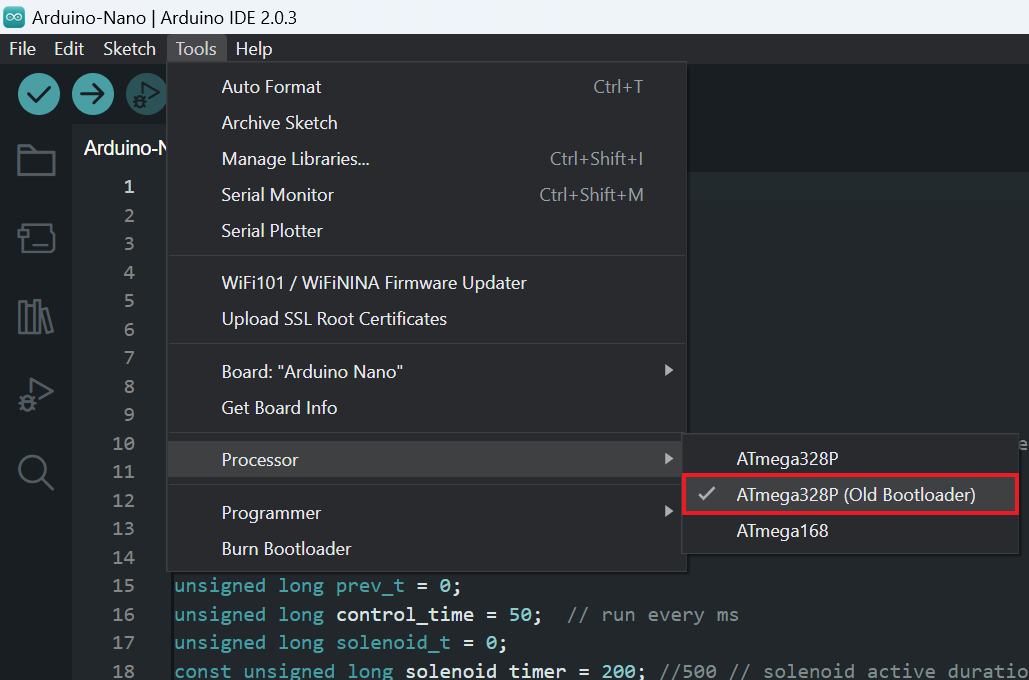 Arduino-Nano | Arduino IDE 2.0.3
File Edit Sketch Tools Help
Auto Format Ctrl+T
Archive Sketch
Arduino-N
Manage Libraries... Ctrl+Shift+I
1
Serial Monitor Ctrl+Shift+M
2
Serial Plotter
3
4
WiFi101 / WiFiNINA Firmware Updater
5
Upload SSL Root Certificates
6
7
Board: "Arduino Nano"
8
Get Board Info
9
10
Processor
ATmega328P
11
ATmega328P (Old Bootloader)
12
Programmer
ATmega168
13
Burn Bootloader
14
15 unsigned long prev_t = 0;
16 unsigned long control_time = 50; // run every ms
17 unsigned long solenoid_t = 0;
18 const unsigned long solenoid_timer = 200; //500 // solenoid active duratio